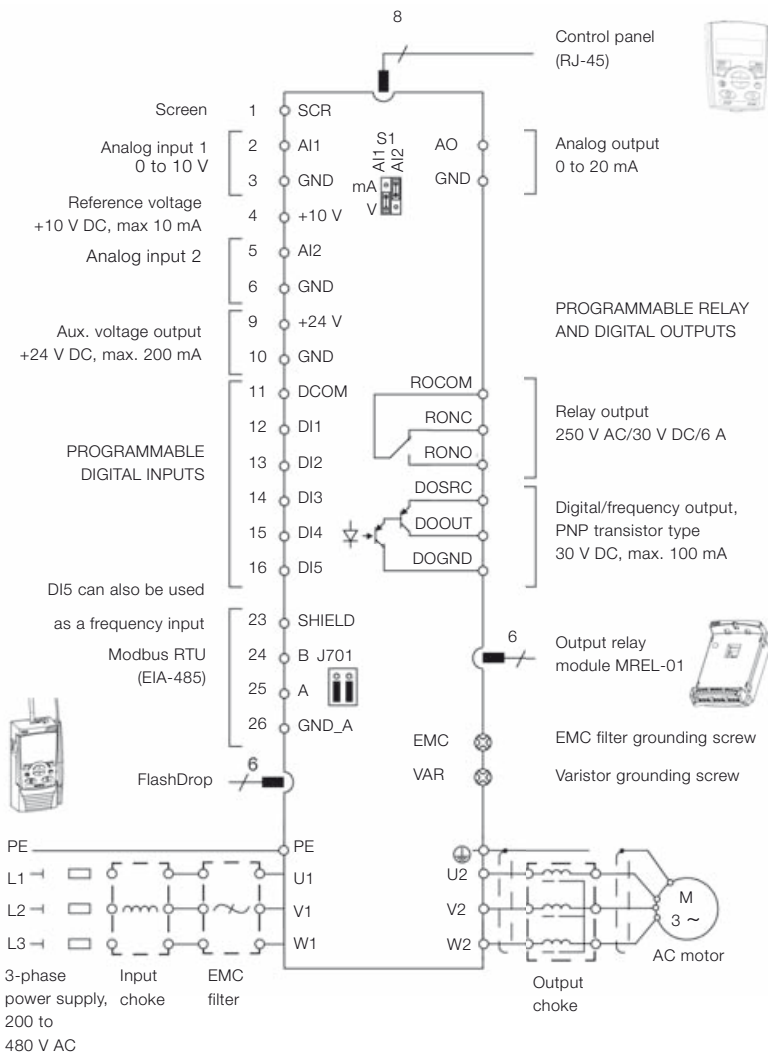 8
Control panel
(RJ-45)
Screen 1 SCR
Analog input 1
0 to 10 V
2 AI1
3 GND
S1
AI1
AI2
mA
V
AO
GND
Analog output
0 to 20 mA
Reference voltage
+10 V DC, max 10 mA
4 +10 V
Analog input 2
5 AI2
6 GND
Aux. voltage output
+24 V DC, max. 200 mA
9 +24 V
10 GND
PROGRAMMABLE RELAY
AND DIGITAL OUTPUTS
PROGRAMMABLE
DIGITAL INPUTS
11 DCOM
12 DI1
13 DI2
14 DI3
15 DI4
16 DI5
ROCOM
RONC
RONO
Relay output
250 V AC/30 V DC/6 A
DOSRC
DOOUT
DOGND
Digital/frequency output,
PNP transistor type
30 V DC, max. 100 mA
DI5 can also be used
as a frequency input
Modbus RTU
(EIA-485)
23 SHIELD
24 B J701
25 A
26 GND_A
6
Output relay
module MREL-01
EMC EMC filter grounding screw
VAR Varistor grounding screw
FlashDrop 6
PE PE
L1 U1 U2
L2 V1 V2
L3 W1 W2
M
3 ~
AC motor
3-phase
power supply,
200 to
480 V AC
Input
choke
EMC
filter
Output
choke